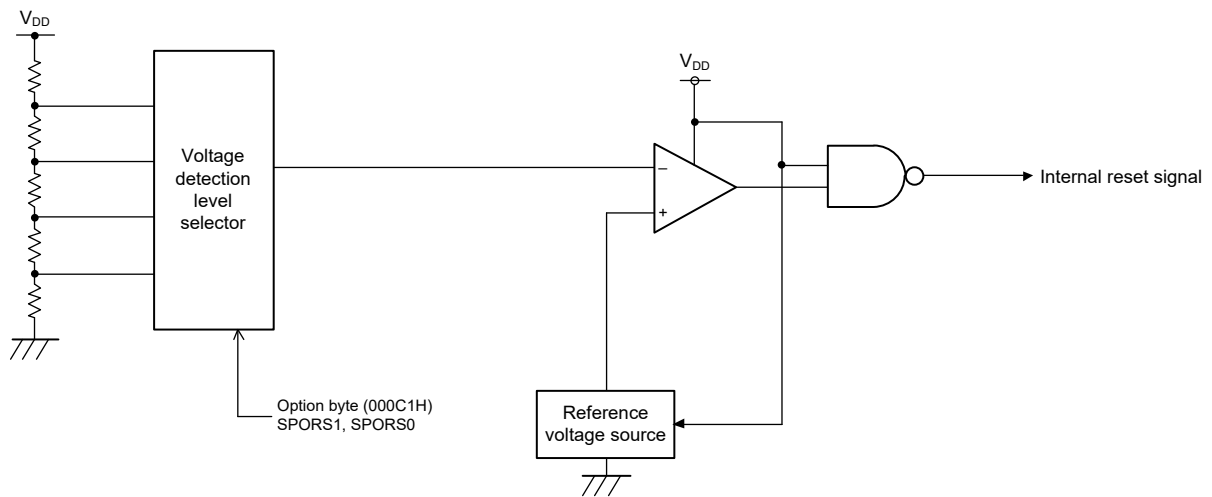 VDD
Voltage
detection
level
selector
Option byte (000C1H)
SPORS1, SPORS0
VDD
–
+
Reference
voltage source
Internal reset signal